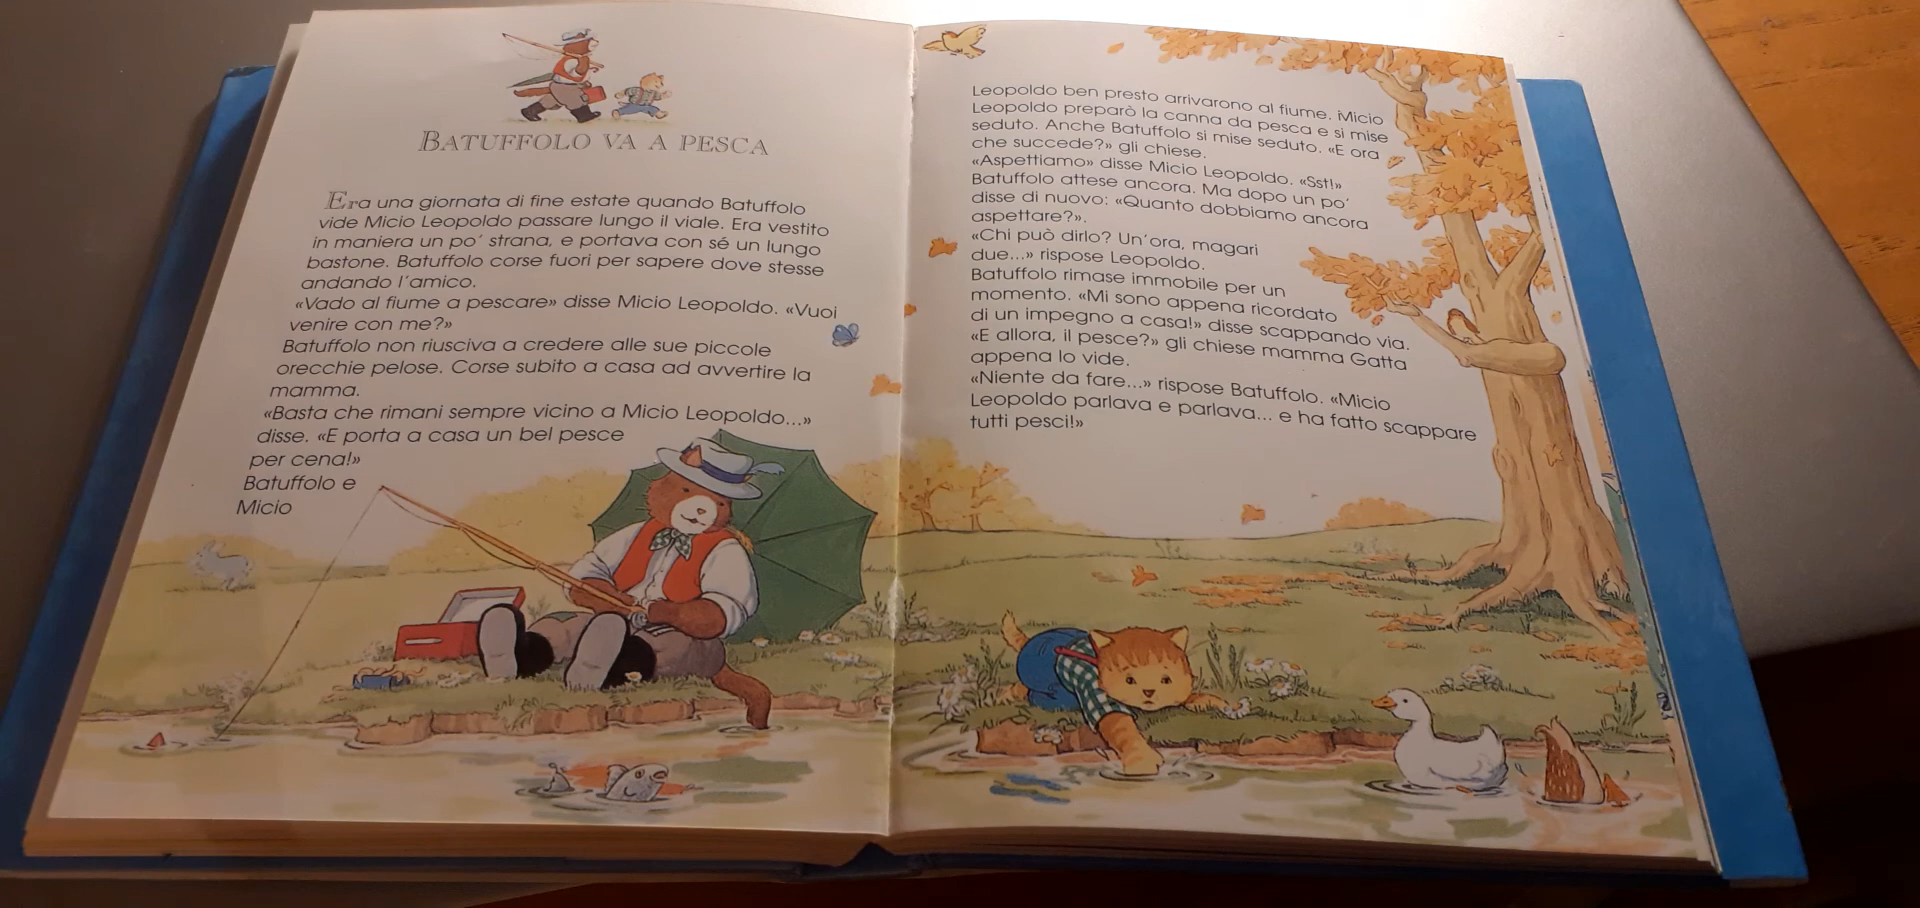 BATUFFOLO VA A PESCA
Era una giornata di fine estate quando Batuffolo
vide Micio Leopoldo passare lungo il viale. Era vestito
in maniera un po' strana, e portava con sé un lungo
bastone. Batuffolo corse fuori per sapere dove stesse
andando l'amico.
«Vado al fiume a pescare» disse Micio Leopoldo. «Vuoi
venire con me?»
Batuffolo non riusciva a credere alle sue piccole
orecchie pelose. Corse subito a casa ad avvertire la
mamma.
«Basta che rimani sempre vicino a Micio Leopoldo...»
disse. «E porta a casa un bel pesce
per cena!»
Batuffolo e
Micio
Leopoldo ben presto arrivarono al fiume. Micio
Leopoldo preparò la canna da pesca e si mise
seduto. Anche Batuffolo si mise seduto. «E ora
che succede?» gli chiese.
«Aspettiamo» disse Micio Leopoldo. «Sst!»
Batuffolo attese ancora. Ma dopo un po'
disse di nuovo: «Quanto dobbiamo ancora
aspettare?».
«Chi può dirlo? Un'ora, magari
due...» rispose Leopoldo.
Batuffolo rimase immobile per un
momento. «Mi sono appena ricordato
di un impegno a casa!» disse scappando via.
«E allora, il pesce?» gli chiese mamma Gatta
appena lo vide.
«Niente da fare...» rispose Batuffolo. «Micio
Leopoldo parlava e parlava... e ha fatto scappare
tutti pesci!»